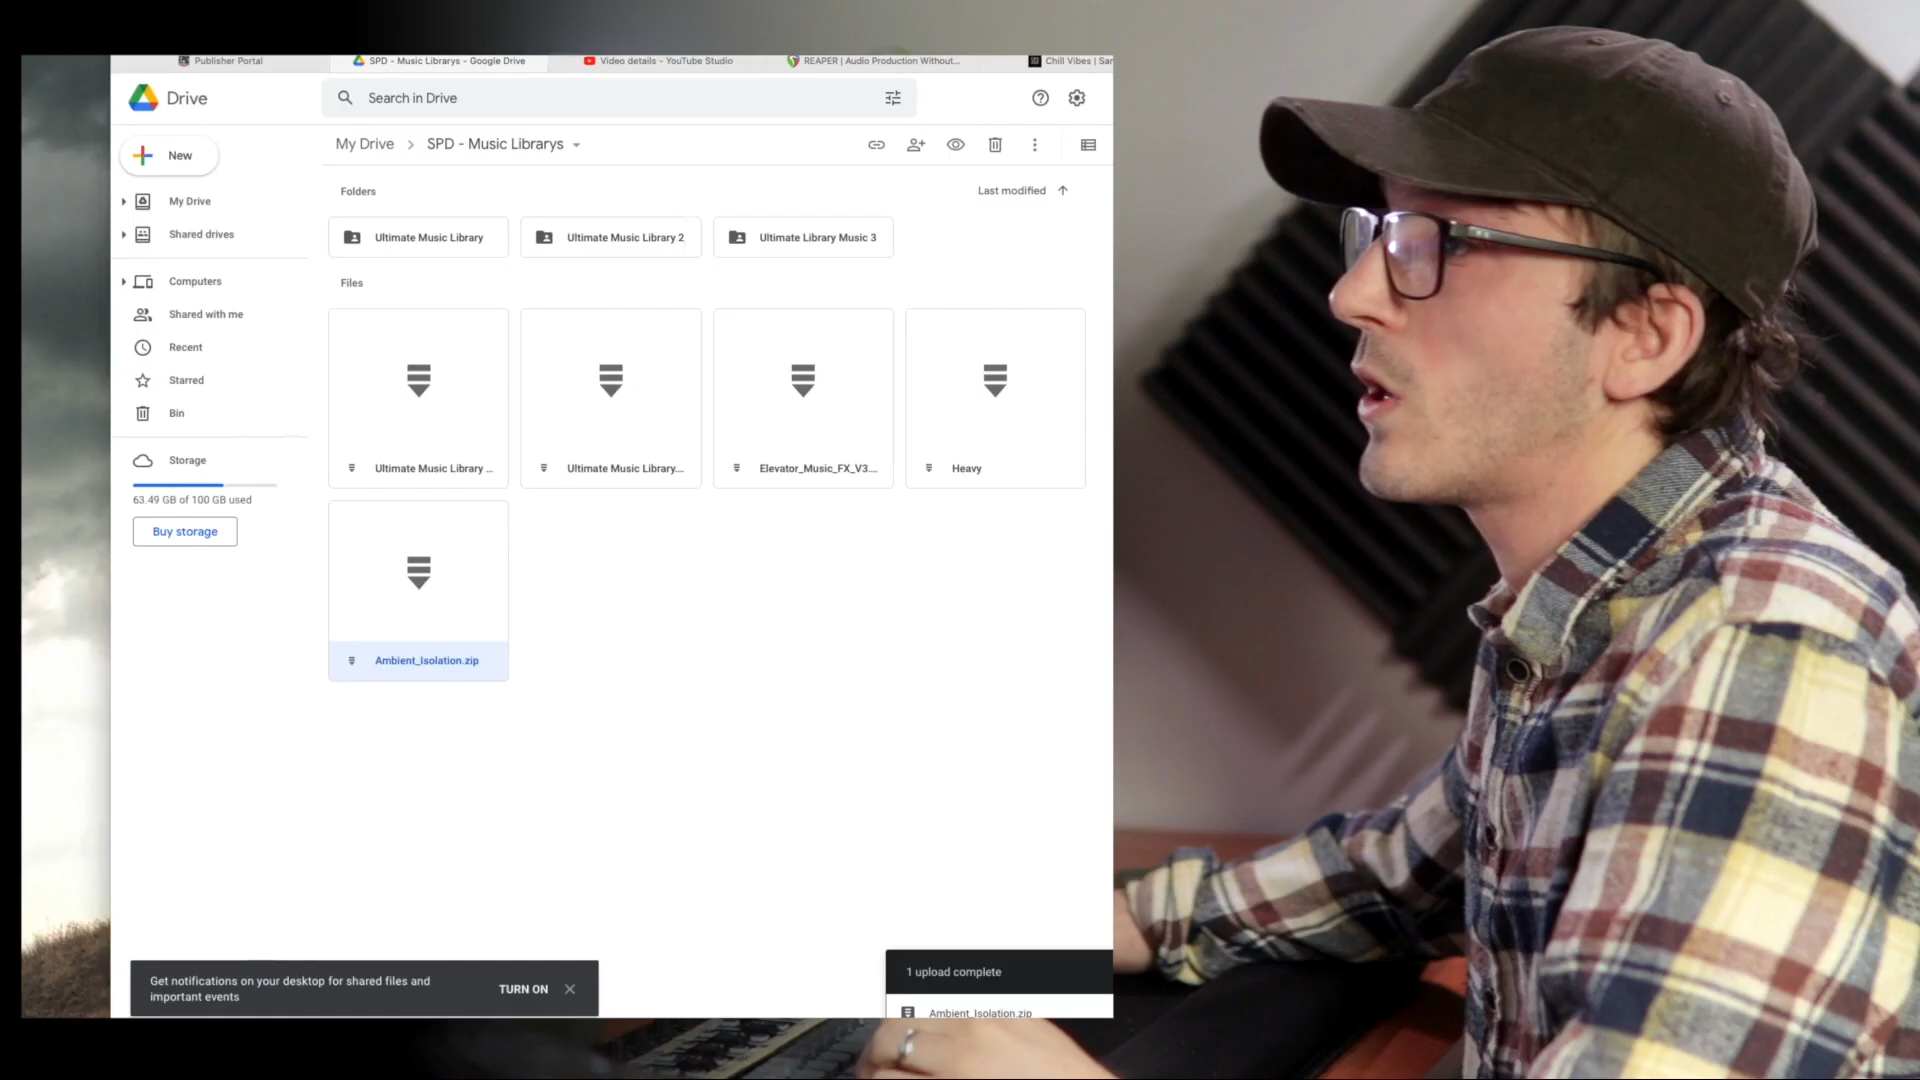 Publisher Portal
SPD - Music Librarys - Google Drive
Video details - YouTube Studio
REAPER | Audio Production Without...
Chill Vibes | Sar
Drive
Search in Drive
New
My Drive
SPD - Music Librarys
My Drive
Shared drives
Computers
Shared with me
Recent
Starred
Bin
Storage
63.49 GB of 100 GB used
Buy storage
Folders
Last modified
Ultimate Music Library
Ultimate Music Library 2
Ultimate Library Music 3
Files
Ultimate Music Library ...
Ultimate Music Library...
Elevator_Music_FX_V3....
Heavy
Ambient_Isolation.zip
Get notifications on your desktop for shared files and
important events
TURN ON
1 upload complete
Ambient_Isolation.zip